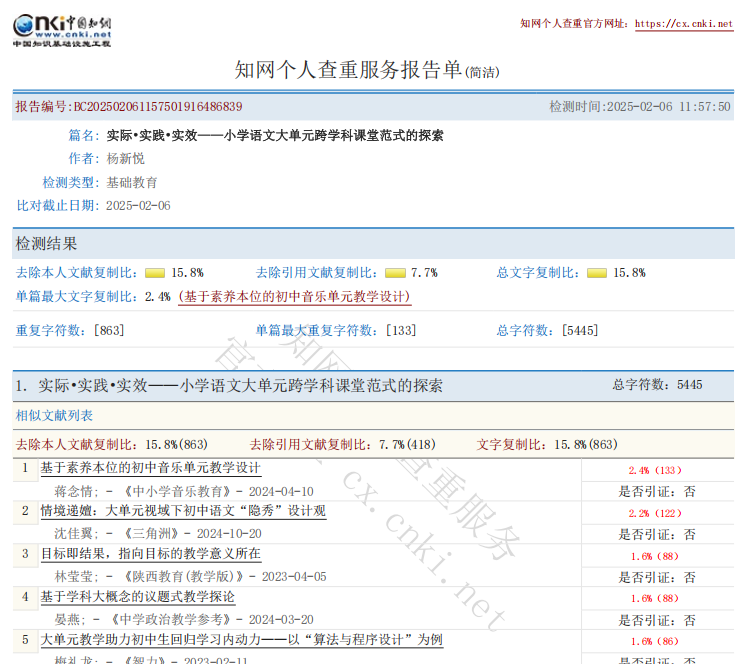 Cnki中国知网
www.cnki.net
中国知识基础设施工程
知网个人查重官方网址: https://cx.cnki.net
知网个人查重服务报告单(简洁)
报告编号:BC202502061157501916486839 检测时间:2025-02-06 11:57:50
篇名: 实际•实践•实效——小学语文大单元跨学科课堂范式的探索
作者: 杨新悦
检测类型: 基础教育
比对截止日期: 2025-02-06
检测结果
去除本人文献复制比: 15.8% 去除引用文献复制比: 7.7% 总文字复制比: 15.8%
单篇最大文字复制比: 2.4% (基于素养本位的初中音乐单元教学设计)
重复字符数: [863] 单篇最大重复字符数: [133] 总字符数: [5445]
1. 实际•实践•实效——小学语文大单元跨学科课堂范式的探索 总字符数: 5445
相似文献列表
去除本人文献复制比: 15.8%(863) 去除引用文献复制比: 7.7%(418) 文字复制比: 15.8%(863)
1 基于素养本位的初中音乐单元教学设计 2.4% (133)
蒋念情; - 《中小学音乐教育》- 2024-04-10 是否引证: 否
2 情境递嬗: 大单元视域下初中语文“隐秀”设计观 2.2% (122)
沈佳翼; - 《三角洲》- 2024-10-20 是否引证: 否
3 目标即结果, 指向目标的教学意义所在 1.6% (88)
林莹莹; - 《陕西教育(教学版)》- 2023-04-05 是否引证: 否
4 基于学科大概念的议题式教学探论 1.6% (88)
晏燕; - 《中学政治教学参考》- 2024-03-20 是否引证: 否
5 大单元教学助力初中生回归学习内动力——以“算法与程序设计”为例 1.6% (86)
梅礼龙; - 《智力》- 2023-02-11 是否引证: 否
知网
查重服务
官
cx.cnki.net